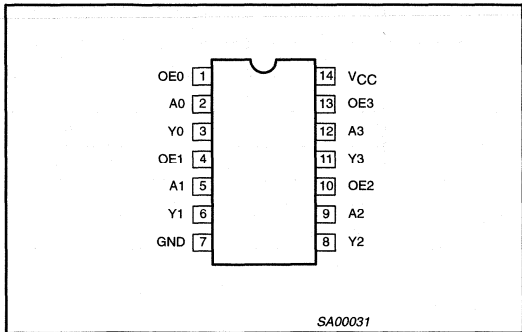 OE0 1 14 VCC
A0 2 13 OE3
Y0 3 12 A3
OE1 4 11 Y3
A1 5 10 OE2
Y1 6 9 A2
GND 7 8 Y2
SA00031